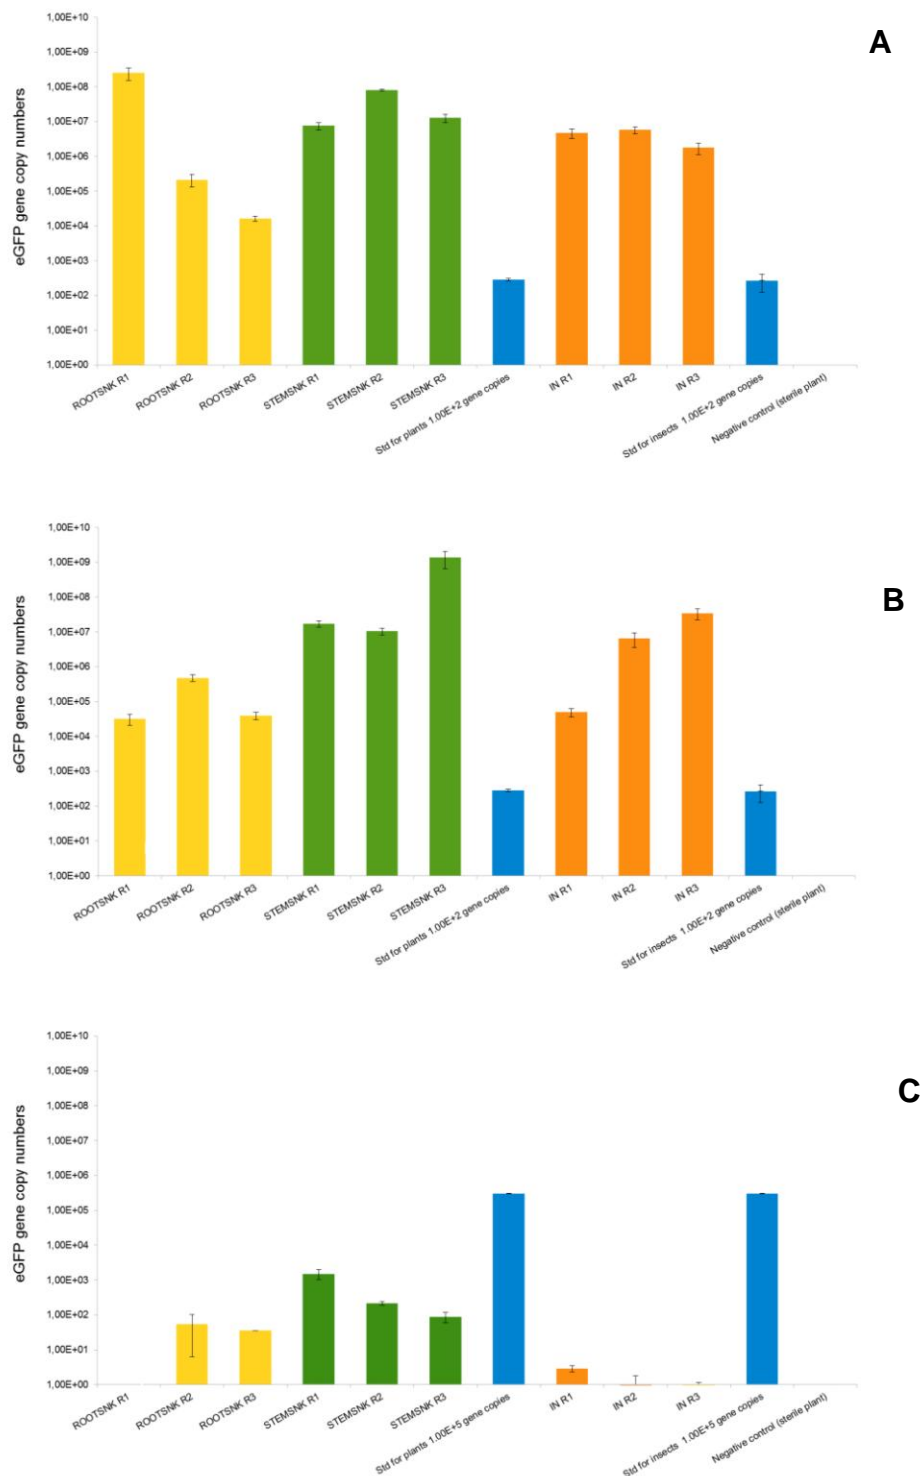 A
eGFP gene copy numbers
1,00E+10
1,00E+09
1,00E+08
1,00E+07
1,00E+06
1,00E+05
1,00E+04
1,00E+03
1,00E+02
1,00E+01
1,00E+00
ROOTSNK R1
ROOTSNK R2
ROOTSNK R3
STEMSNK R1
STEMSNK R2
STEMSNK R3
Std for plants 1.00E+2 gene copies
IN R1
IN R2
IN R3
Std for insects 1.00E+2 gene copies
Negative control (sterile plant)
B
eGFP gene copy numbers
1,00E+10
1,00E+09
1,00E+08
1,00E+07
1,00E+06
1,00E+05
1,00E+04
1,00E+03
1,00E+02
1,00E+01
1,00E+00
ROOTSNK R1
ROOTSNK R2
ROOTSNK R3
STEMSNK R1
STEMSNK R2
STEMSNK R3
Std for plants 1.00E+2 gene copies
IN R1
IN R2
IN R3
Std for insects 1.00E+2 gene copies
Negative control (sterile plant)
C
eGFP gene copy numbers
1,00E+10
1,00E+09
1,00E+08
1,00E+07
1,00E+06
1,00E+05
1,00E+04
1,00E+03
1,00E+02
1,00E+01
1,00E+00
ROOTSNK R1
ROOTSNK R2
ROOTSNK R3
STEMSNK R1
STEMSNK R2
STEMSNK R3
Std for plants 1.00E+5 gene copies
IN R1
IN R2
IN R3
Std for insects 1.00E+5 gene copies
Negative control (sterile plant)